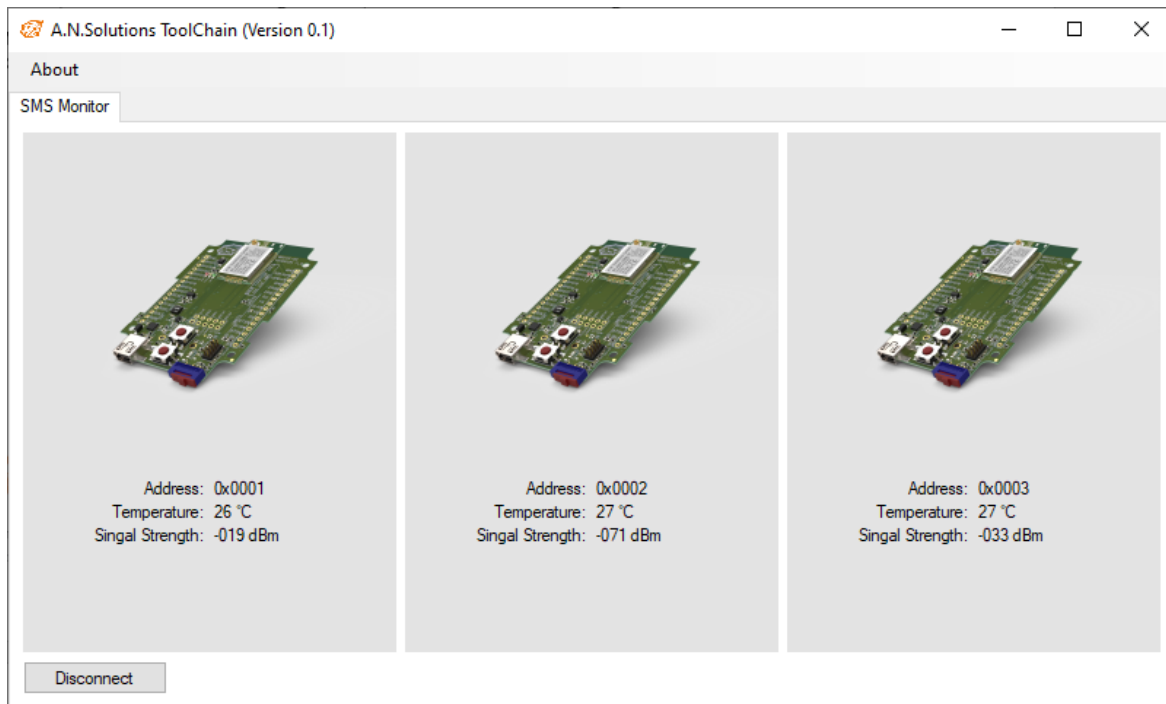 A.N.Solutions ToolChain (Version 0.1)
About
SMS Monitor
Address: 0x0001
Temperature: 26 °C
Singal Strength: -019 dBm
Address: 0x0002
Temperature: 27 °C
Singal Strength: -071 dBm
Address: 0x0003
Temperature: 27 °C
Singal Strength: -033 dBm
Disconnect